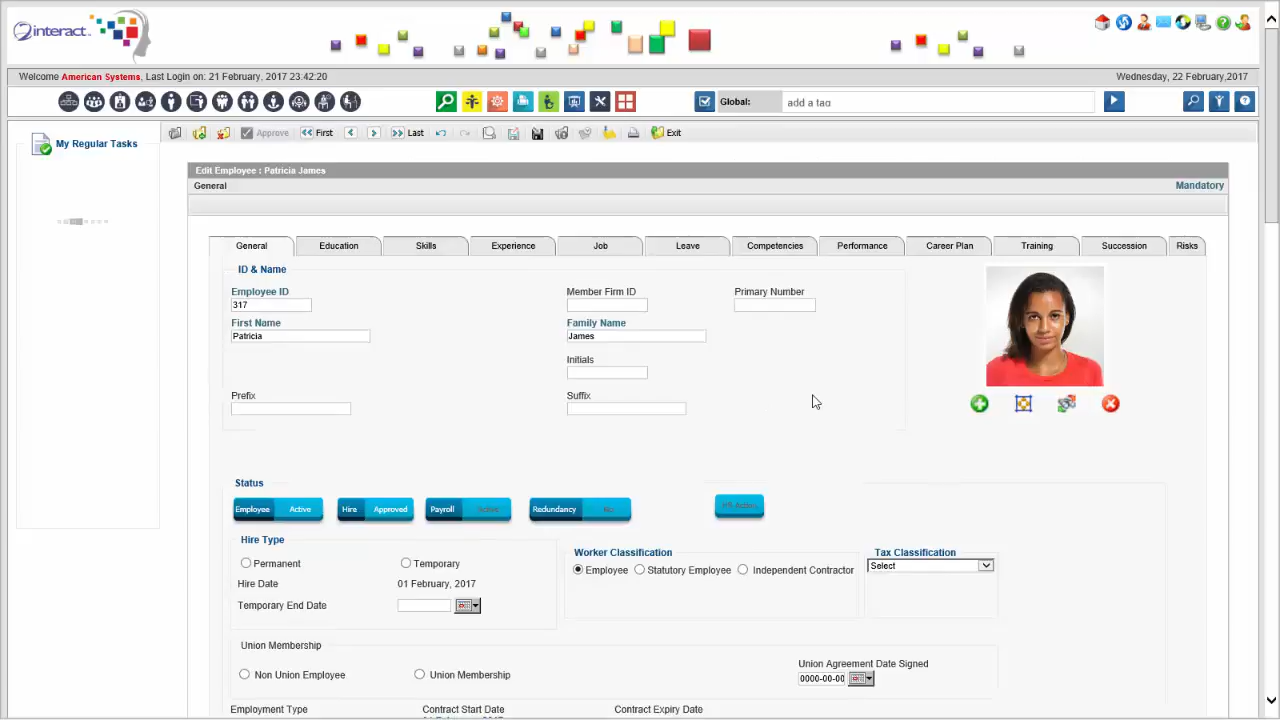 interact
Welcome American Systems, Last Login on: 21 February, 2017 23:42:20
Wednesday, 22 February,2017
Global:
add a tao
My Regular Tasks
Approve
First
Last
Exit
Edit Employee : Patricia James
General
Mandatory
General
Education
Skills
Experience
Job
Leave
Competencies
Performance
Career Plan
Training
Succession
Risks
ID & Name
Employee ID
Member Firm ID
Primary Number
317
First Name
Family Name
Patricia
James
Initials
Prefix
Suffix
Status
Employee Active
Hire Approved
Payroll Active
Redundancy No
Hire Type
Permanent
Temporary
Hire Date
01 February, 2017
Temporary End Date
Worker Classification
Employee
Statutory Employee
Independent Contractor
Tax Classification
Select
Union Membership
Non Union Employee
Union Membership
Union Agreement Date Signed
0000-00-00
Employment Type
Contract Start Date
Contract Expiry Date